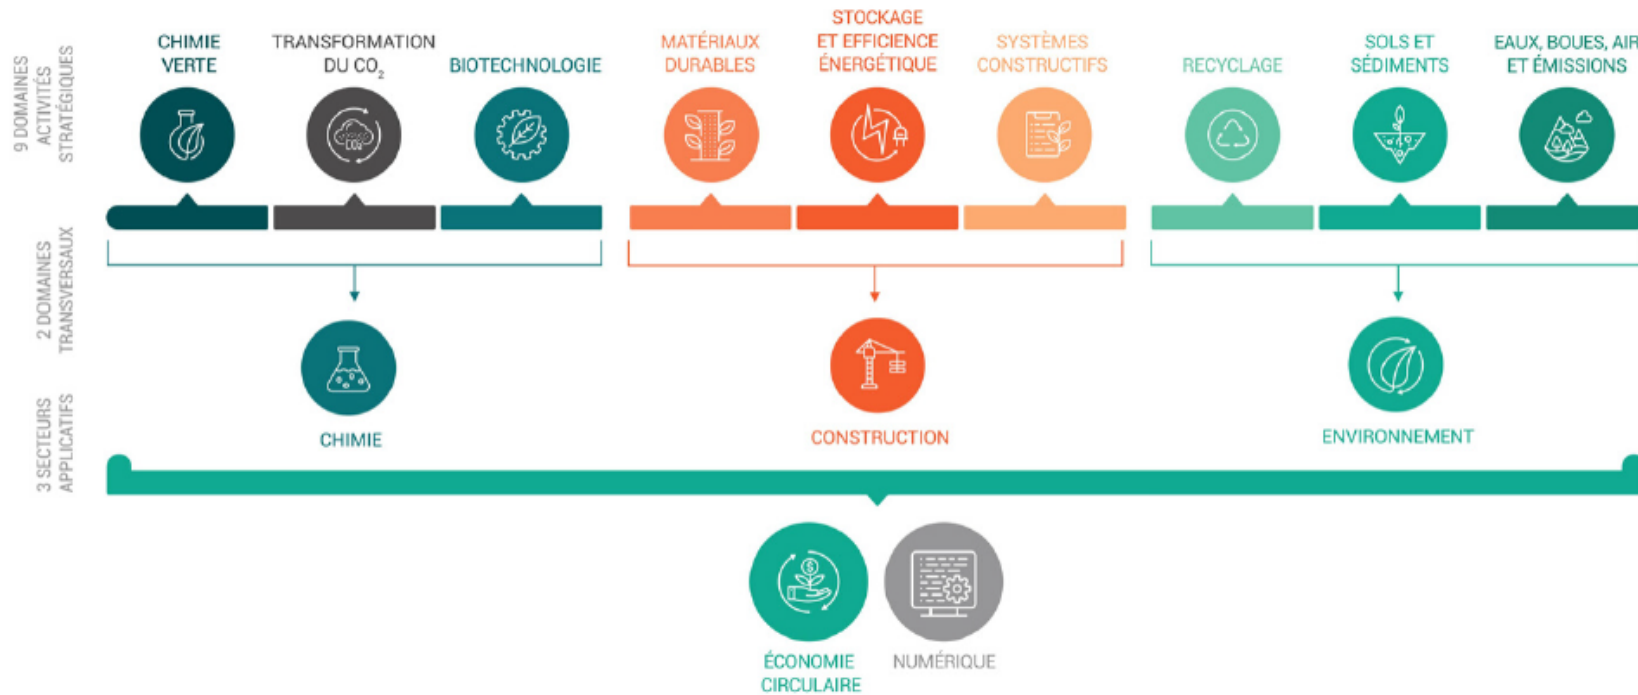 9 DOMAINES
ACTIVITÉS
STRATÉGIQUES
CHIMIE
VERTE
TRANSFORMATION
DU CO₂
BIOTECHNOLOGIE
MATÉRIAUX
DURABLES
STOCKAGE
ET EFFICIENCE
ÉNERGÉTIQUE
SYSTÈMES
CONSTRUCTIFS
RECYCLAGE
SOLS ET
SÉDIMENTS
EAUX, BOUES, AIR
ET ÉMISSIONS
CO₂
2 DOMAINES
TRANSVERSAUX
CHIMIE
CONSTRUCTION
ENVIRONNEMENT
3 SECTEURS
APPLICATIFS
$
ÉCONOMIE
CIRCULAIRE
NUMÉRIQUE